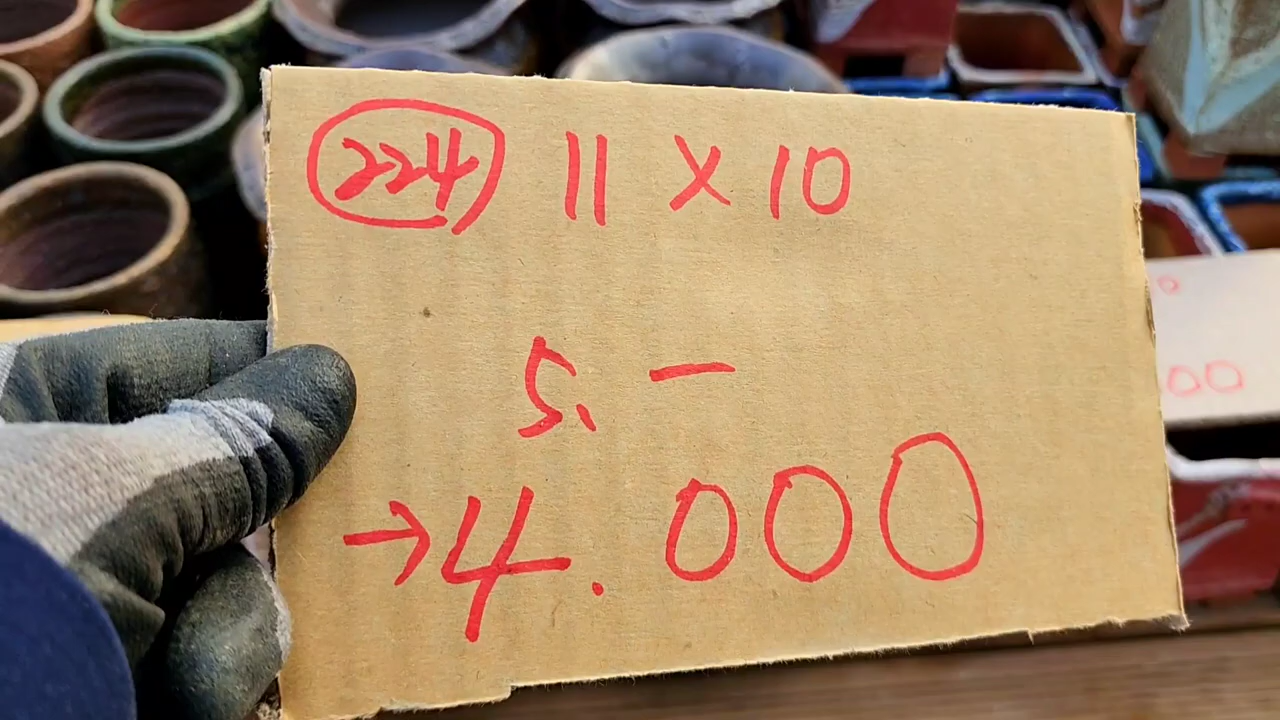 224 11 x 10
5. —
→4.000